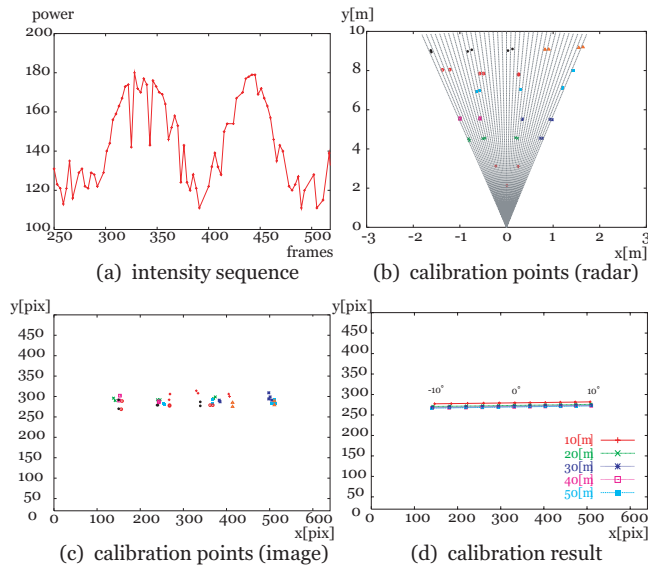 power
200
180
160
140
120
100
250 300 350 400 450 500
frames
(a) intensity sequence
y[m]
10
8
6
4
2
0
-3 -2 -1 0 1 2 3
x[m]
(b) calibration points (radar)
y[pix]
450
400
350
300
250
200
150
100
50
0
0 100 200 300 400 500 600
x[pix]
(c) calibration points (image)
y[pix]
450
400
350
300
250
200
150
100
50
0
-10° 0° 10°
10[m]
20[m]
30[m]
40[m]
50[m]
0 100 200 300 400 500 600
x[pix]
(d) calibration result